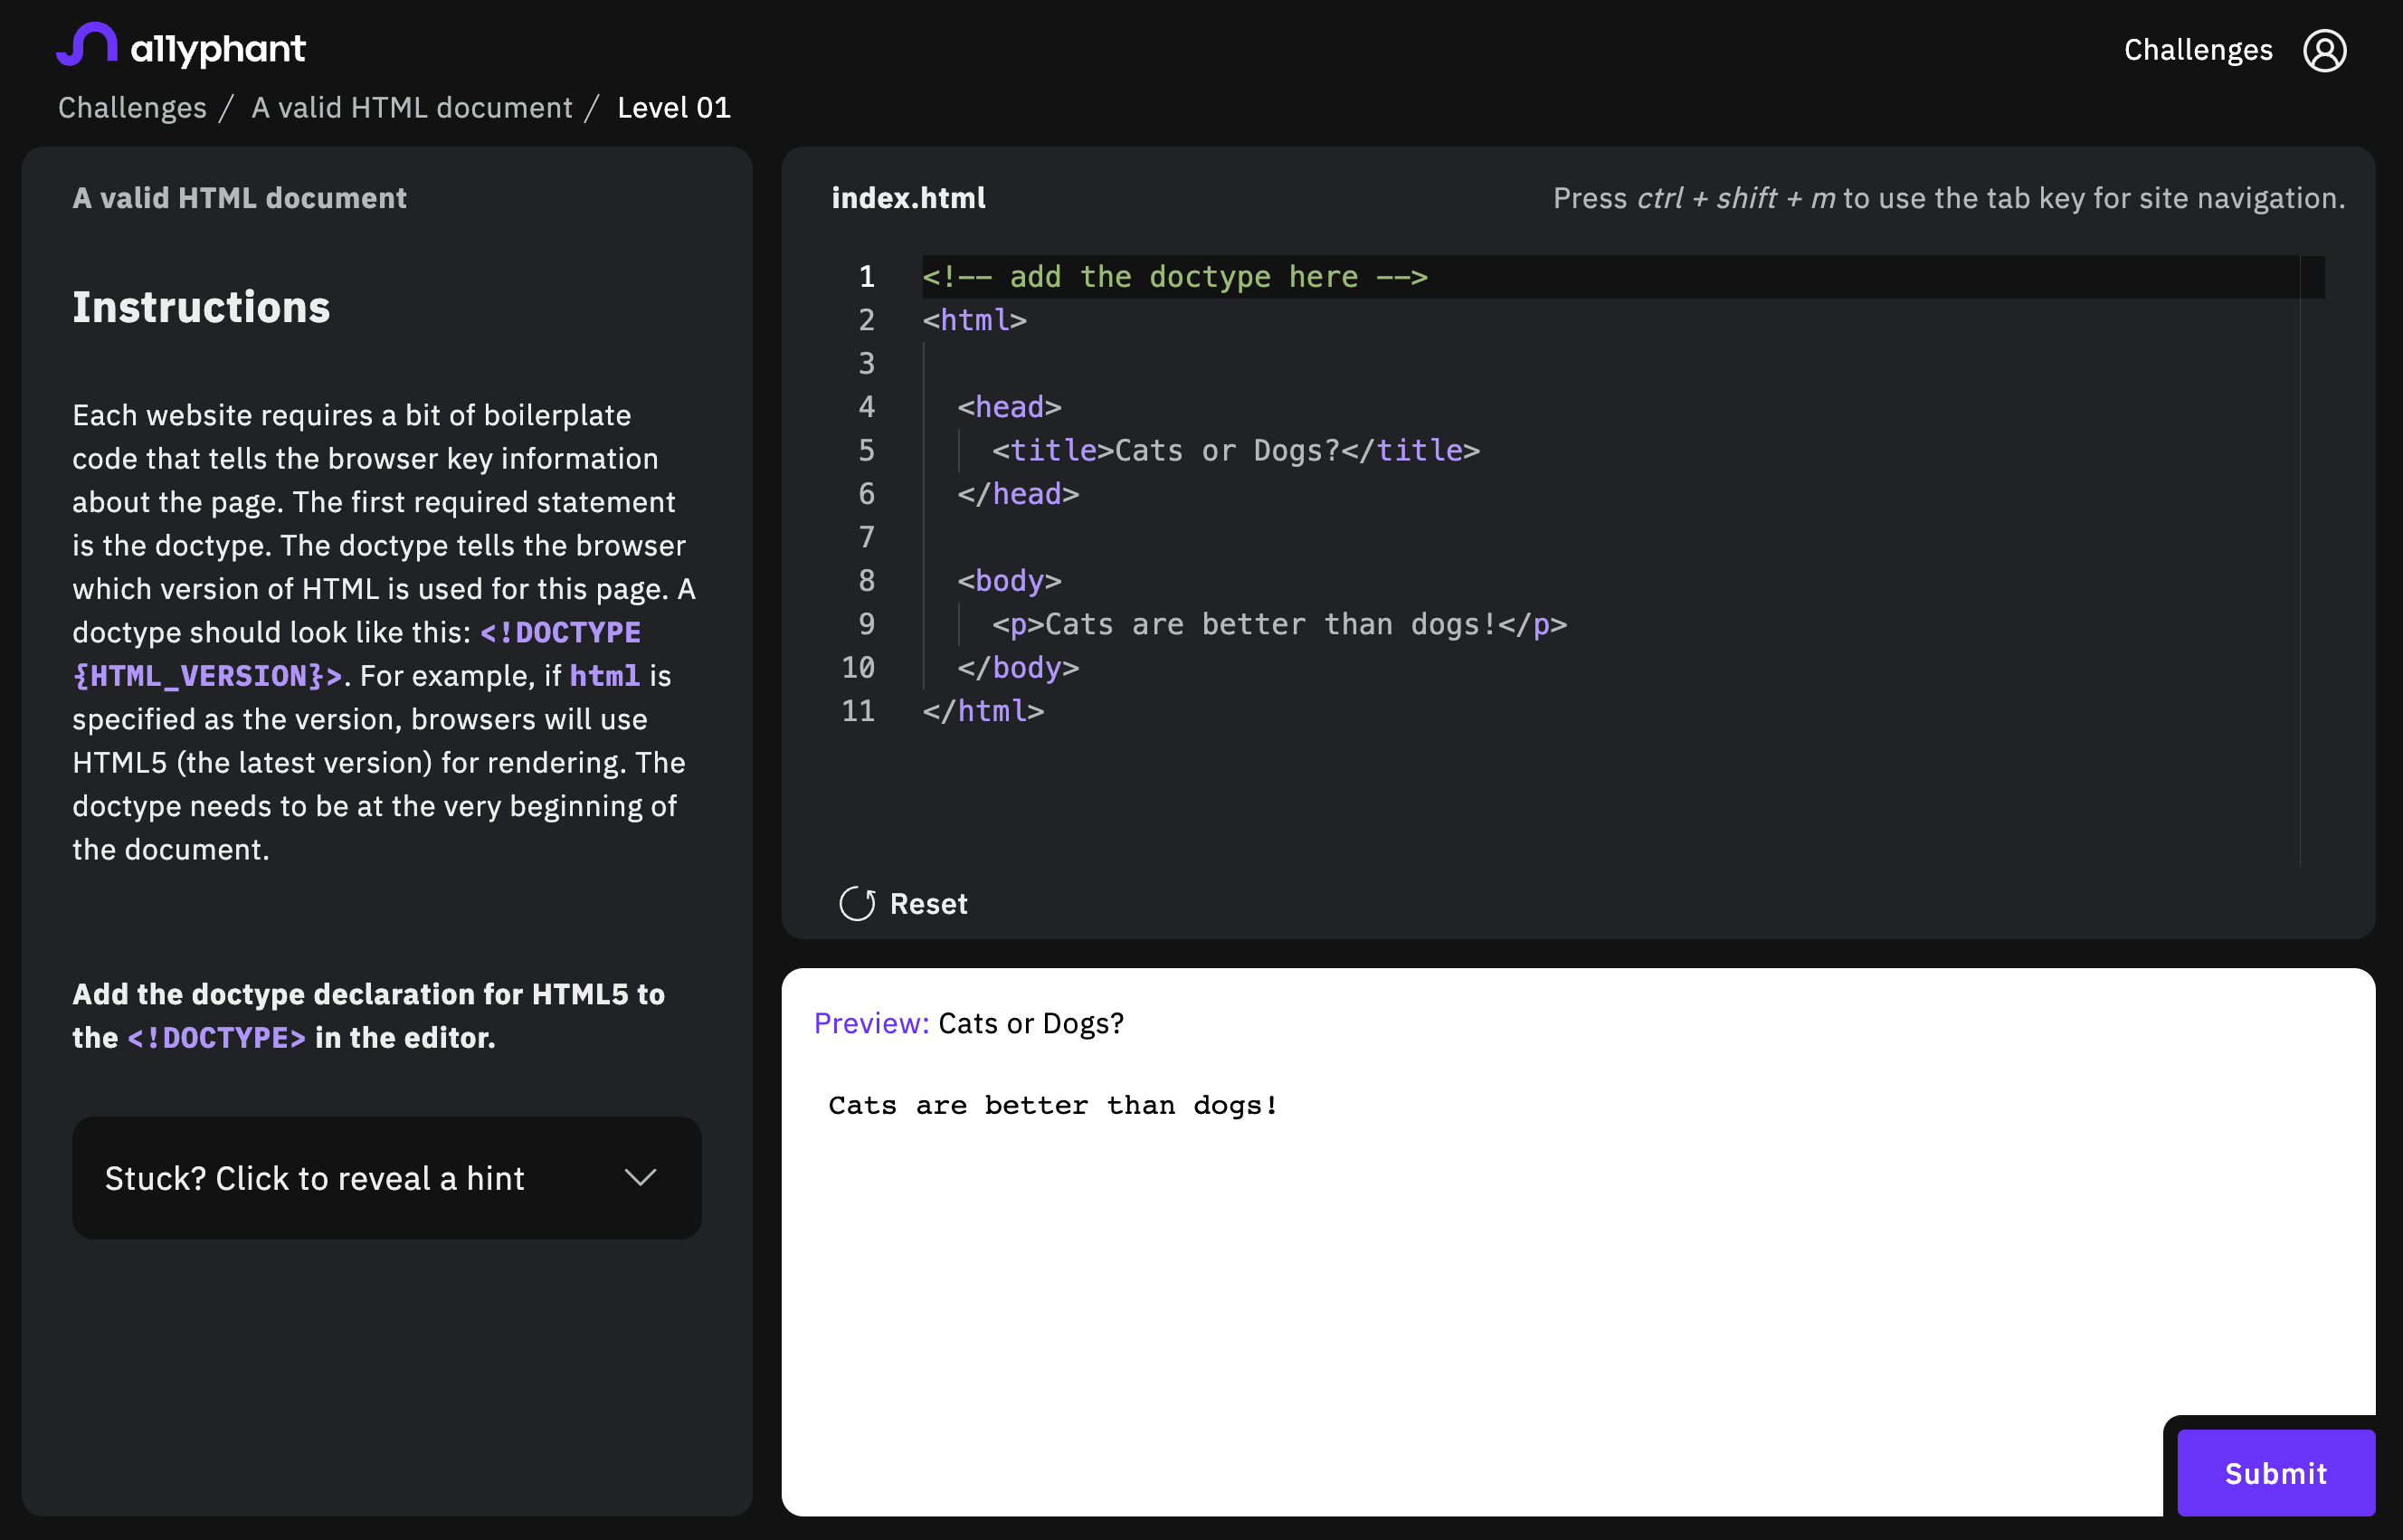 a11yphant
Challenges
Challenges / A valid HTML document / Level 01
A valid HTML document
Instructions
Each website requires a bit of boilerplate
code that tells the browser key information
about the page. The first required statement
is the doctype. The doctype tells the browser
which version of HTML is used for this page. A
doctype should look like this: <!DOCTYPE
{HTML_VERSION}>. For example, if html is
specified as the version, browsers will use
HTML5 (the latest version) for rendering. The
doctype needs to be at the very beginning of
the document.
Add the doctype declaration for HTML5 to
the <!DOCTYPE> in the editor.
Stuck? Click to reveal a hint
index.html
Press ctrl + shift + m to use the tab key for site navigation.
1 <!-- add the doctype here -->
2 <html>
3
4 <head>
5 <title>Cats or Dogs?</title>
6 </head>
7
8 <body>
9 <p>Cats are better than dogs!</p>
10 </body>
11 </html>
Reset
Preview: Cats or Dogs?
Cats are better than dogs!
Submit